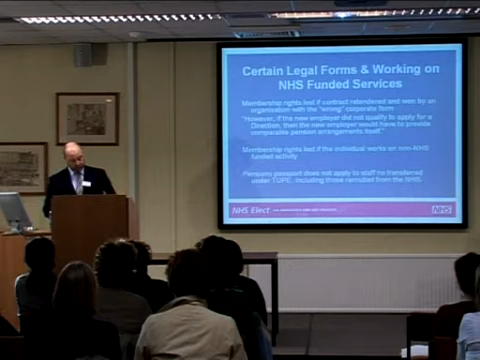 Certain Legal Forms & Working on
NHS Funded Services
Membership rights lost if contract retendered and won by an
organisation with the "wrong" corporate form
"However, if the new employer did not qualify to apply for a
Direction, then the new employer would have to provide
comparable pension arrangements itself."
Membership rights lost if the individual works on non-NHS
funded activity
Pensions passport does not apply to staff no transferred
under TUPE, including those recruited from the NHS.
NHS Elect
NHS